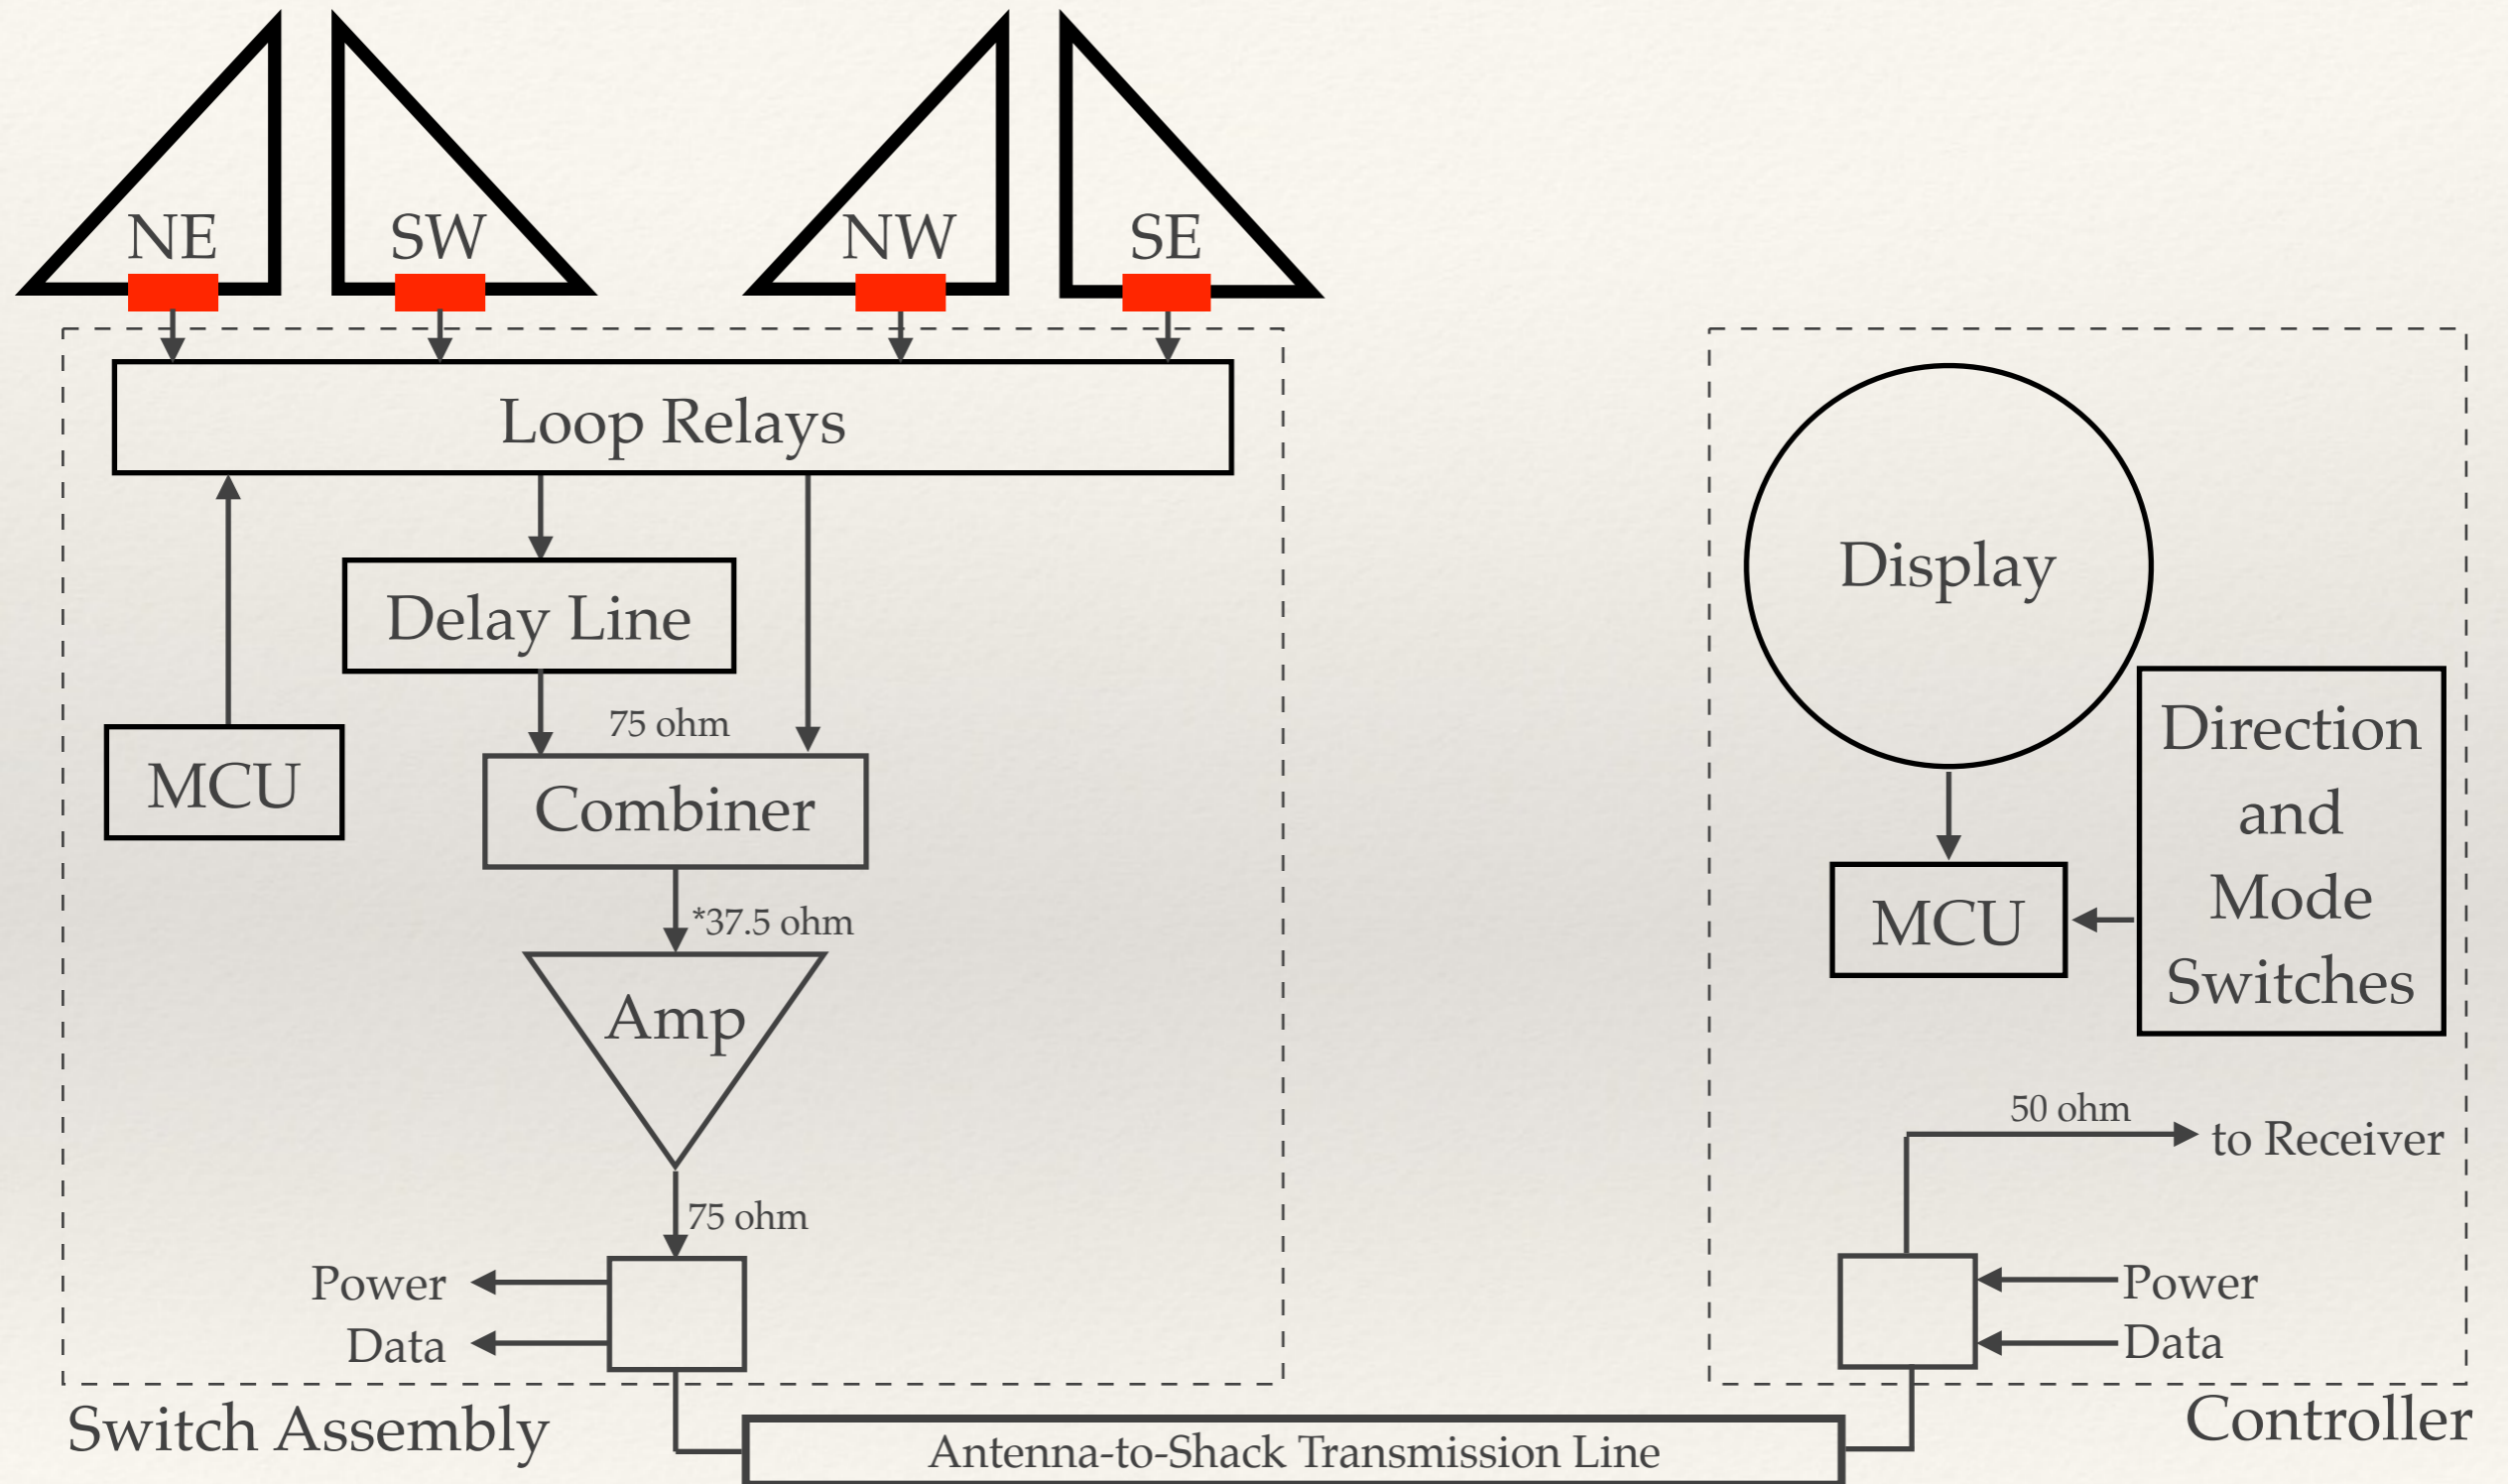 NE
SW
NW
SE
Loop Relays
Delay Line
75 ohm
MCU
Combiner
*37.5 ohm
Amp
75 ohm
Power
Data
Switch Assembly
Antenna-to-Shack Transmission Line
Display
Direction
and
Mode
Switches
MCU
50 ohm
to Receiver
Power
Data
Controller